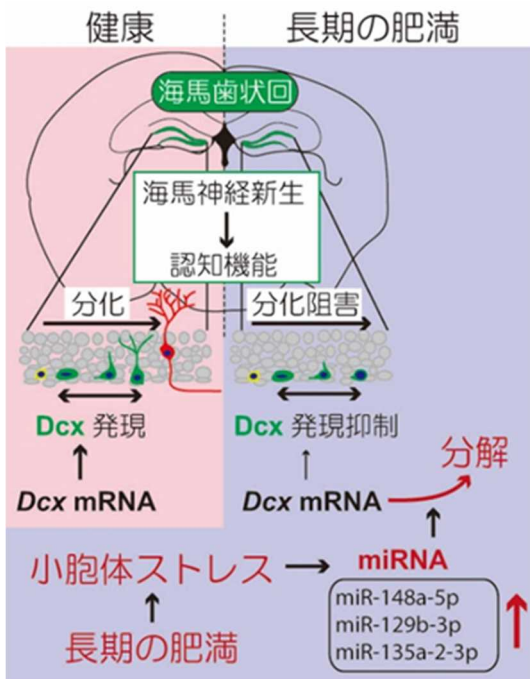 健康
長期の肥満
海馬歯状回
海馬神経新生
認知機能
分化
分化阻害
Dcx 発現
Dcx 発現抑制
分解
Dcx mRNA
Dcx mRNA
小胞体ストレス
miRNA
miR-148a-5p
miR-129b-3p
miR-135a-2-3p
長期の肥満